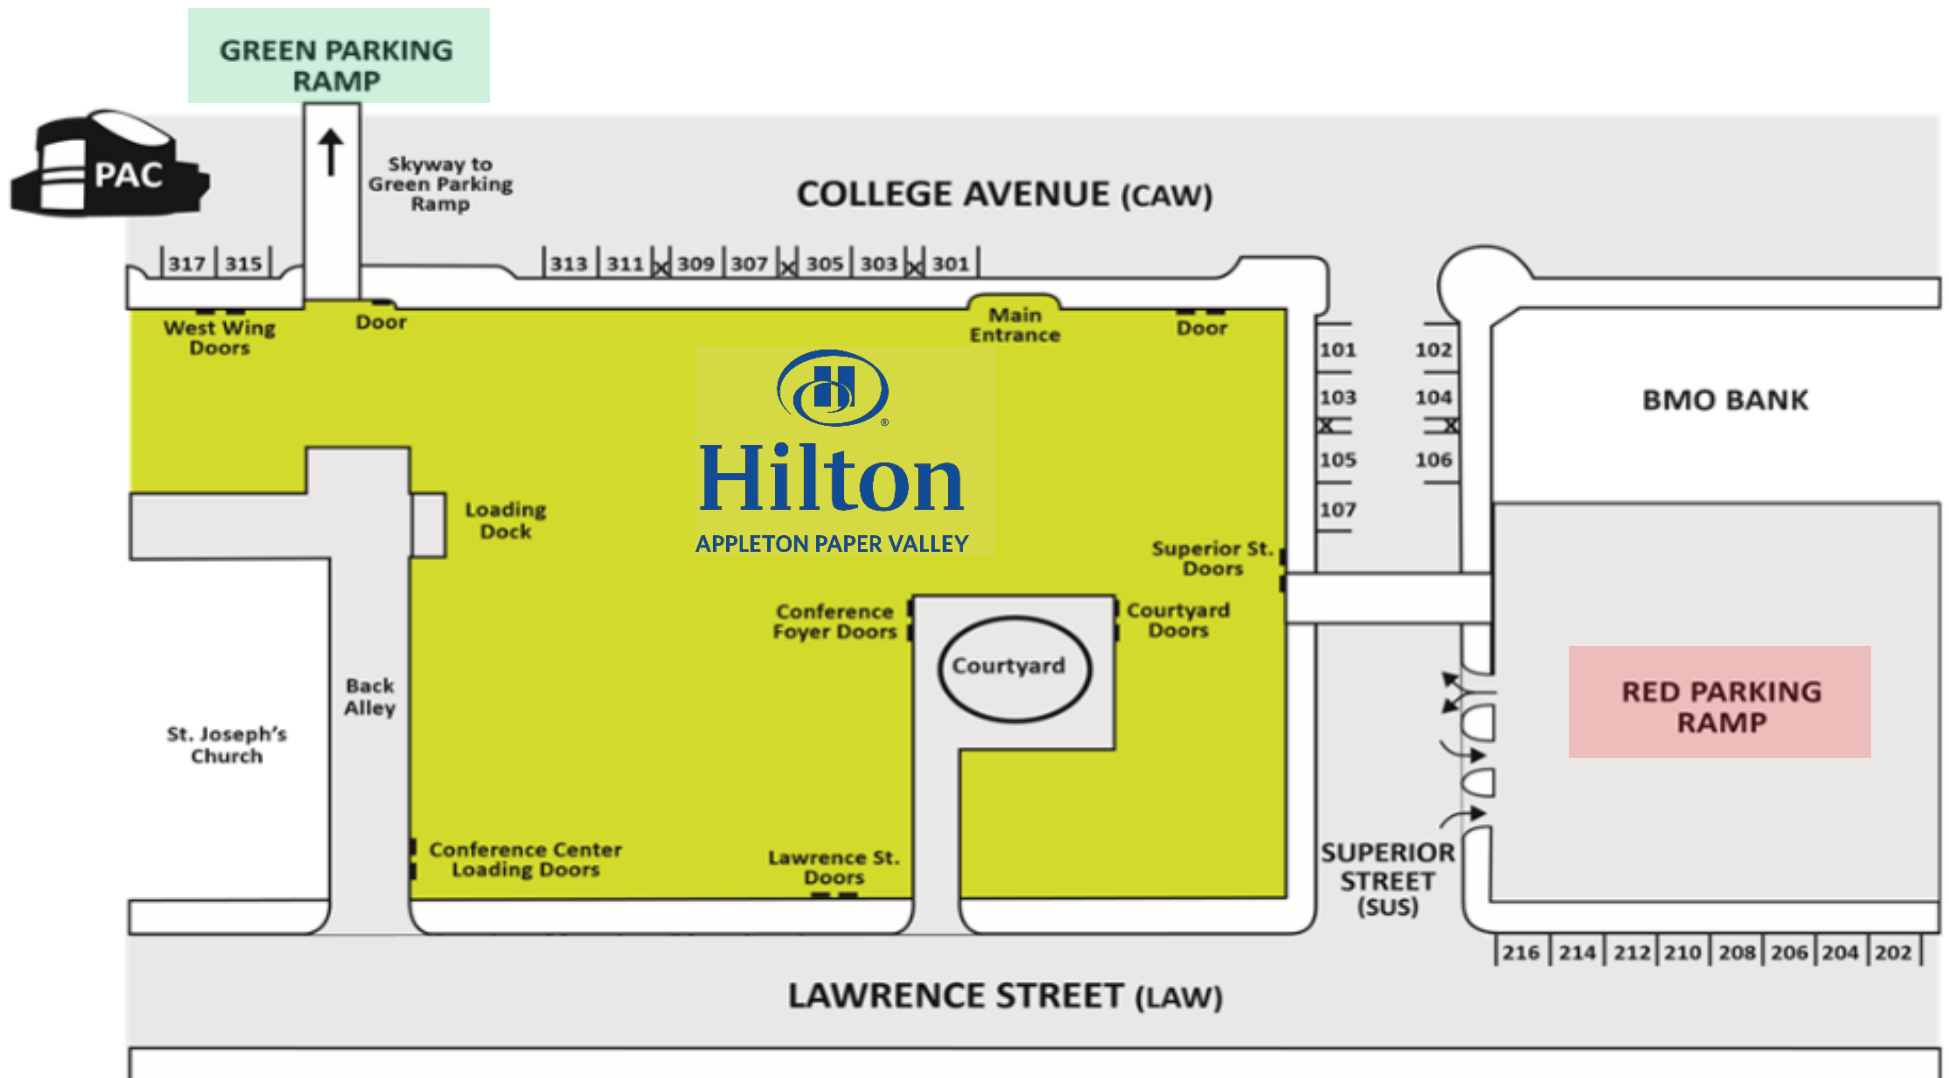 GREEN PARKING
RAMP
PAC
Skyway to
Green Parking
Ramp
COLLEGE AVENUE (CAW)
317 315
313 311 X 309 307 X 305 303 X 301
West Wing
Doors
Door
Main
Entrance
Door
101
103
X
105
107
102
104
X
106
BMO BANK
Hilton
®
APPLETON PAPER VALLEY
Loading
Dock
Superior St.
Doors
Conference
Foyer Doors
Courtyard
Courtyard
Doors
Back
Alley
St. Joseph's
Church
RED PARKING
RAMP
Conference Center
Loading Doors
Lawrence St.
Doors
SUPERIOR
STREET
(SUS)
216 214 212 210 208 206 204 202
LAWRENCE STREET (LAW)